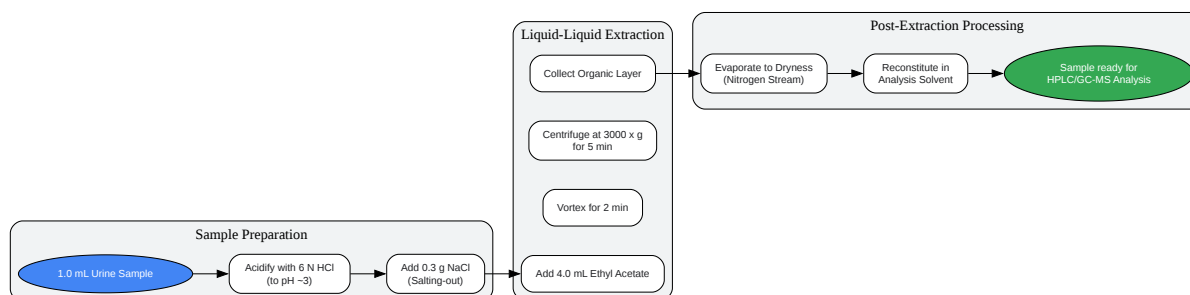 Sample Preparation
1.0 mL Urine Sample
Acidify with 6 N HCl
(to pH ~3)
Add 0.3 g NaCl
(Salting-out)
Liquid-Liquid Extraction
Add 4.0 mL Ethyl Acetate
Vortex for 2 min
Centrifuge at 3000 x g
for 5 min
Collect Organic Layer
Post-Extraction Processing
Evaporate to Dryness
(Nitrogen Stream)
Reconstitute in
Analysis Solvent
Sample ready for
HPLC/GC-MS Analysis